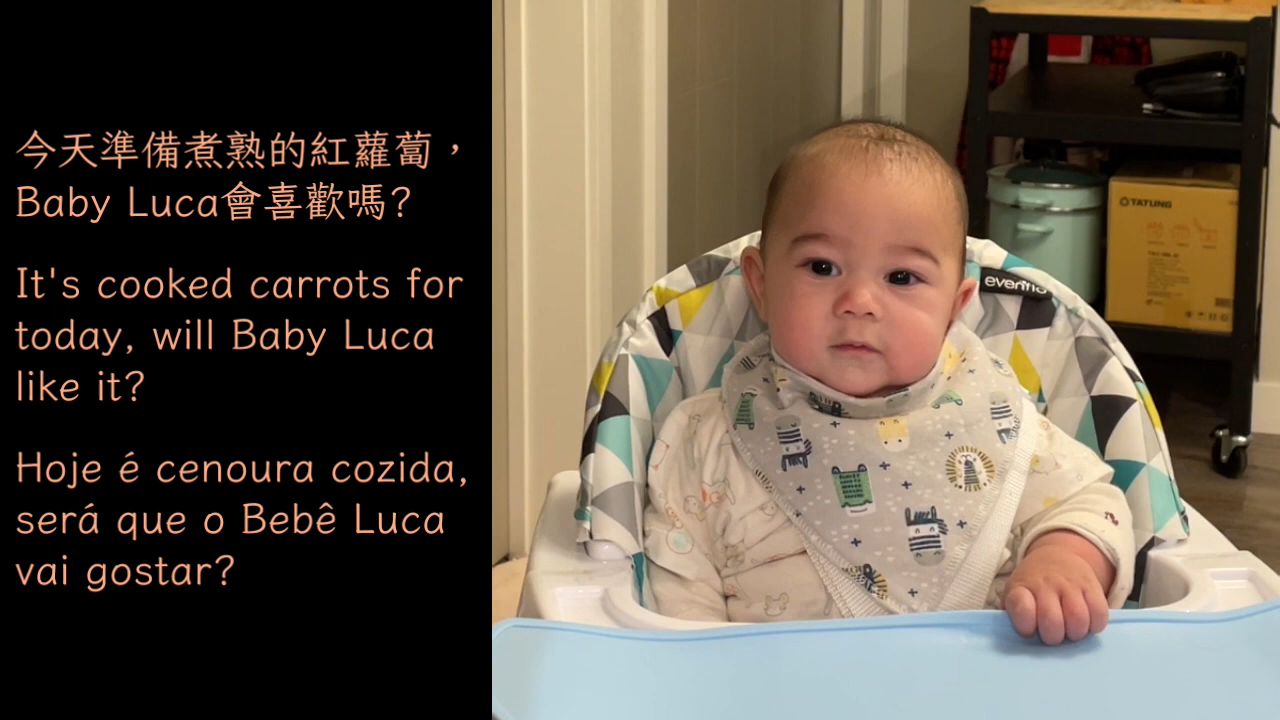 今天準備煮熟的紅蘿蔔，
Baby Luca會喜歡嗎?
It's cooked carrots for
today, will Baby Luca
like it?
Hoje é cenoura cozida,
será que o Bebê Luca
vai gostar?
evenflo
TATUNG